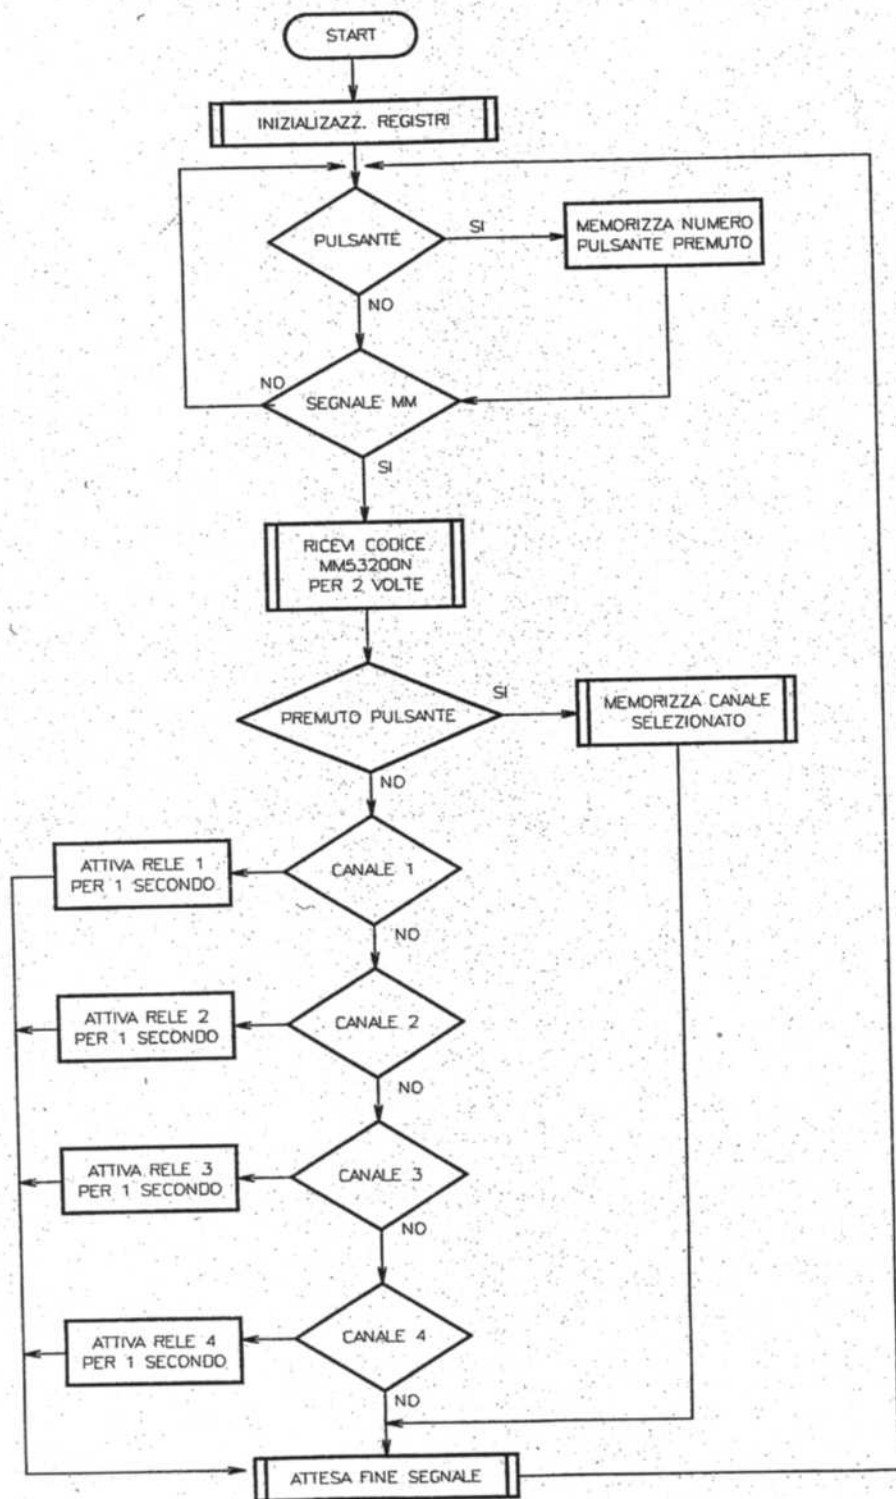 START
INIZIALIZAZZ. REGISTRI
PULSANTE
SI
MEMORIZZA NUMERO
PULSANTE PREMUTO
NO
NO
SEGNALE MM
SI
RICEVI CODICE
MM53200N
PER 2 VOLTE
PREMUTO PULSANTE
SI
MEMORIZZA CANALE
SELEZIONATO
NO
ATTIVA RELE 1
PER 1 SECONDO
CANALE 1
NO
ATTIVA RELE 2
PER 1 SECONDO
CANALE 2
NO
ATTIVA RELE 3
PER 1 SECONDO
CANALE 3
NO
ATTIVA RELE 4
PER 1 SECONDO
CANALE 4
NO
ATTESA FINE SEGNALE